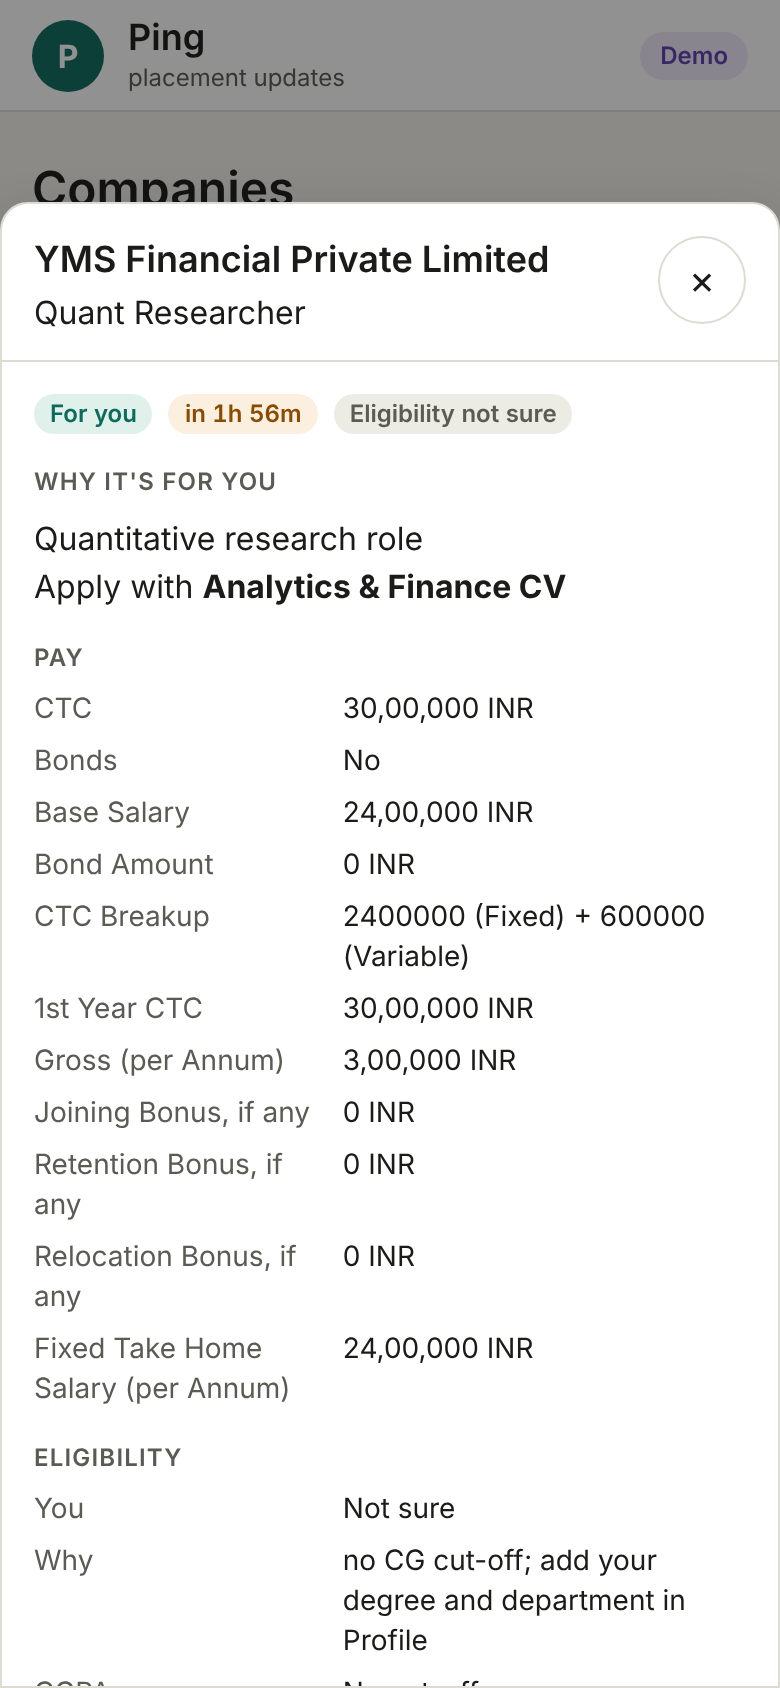 P
Ping
placement updates
Demo
Companies
YMS Financial Private Limited
Quant Researcher
×
For you
in 1h 56m
Eligibility not sure
WHY IT'S FOR YOU
Quantitative research role
Apply with Analytics & Finance CV
PAY
CTC 30,00,000 INR
Bonds No
Base Salary 24,00,000 INR
Bond Amount 0 INR
CTC Breakup 2400000 (Fixed) + 600000
(Variable)
1st Year CTC 30,00,000 INR
Gross (per Annum) 3,00,000 INR
Joining Bonus, if any 0 INR
Retention Bonus, if 0 INR
any
Relocation Bonus, if 0 INR
any
Fixed Take Home 24,00,000 INR
Salary (per Annum)
ELIGIBILITY
You Not sure
Why no CG cut-off; add your
degree and department in
Profile